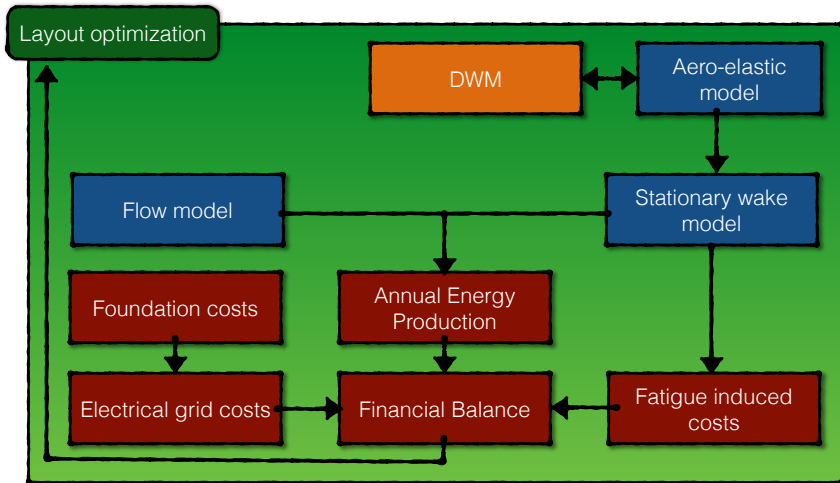 Layout optimization
DWM
Aero-elastic
model
Flow model
Stationary wake
model
Foundation costs
Annual Energy
Production
Electrical grid costs
Financial Balance
Fatigue induced
costs